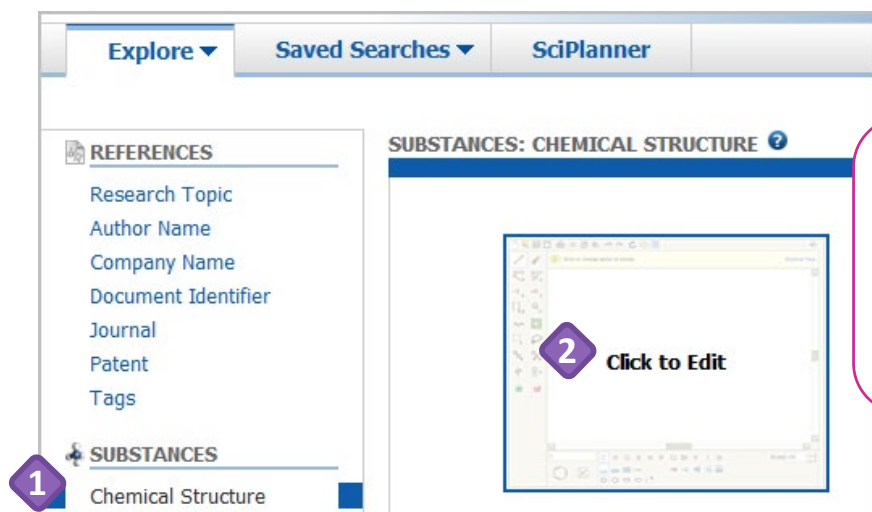 Explore
Saved Searches
SciPlanner
REFERENCES
Research Topic
Author Name
Company Name
Document Identifier
Journal
Patent
Tags
SUBSTANCES
1
Chemical Structure
SUBSTANCES: CHEMICAL STRUCTURE ?
2
Click to Edit